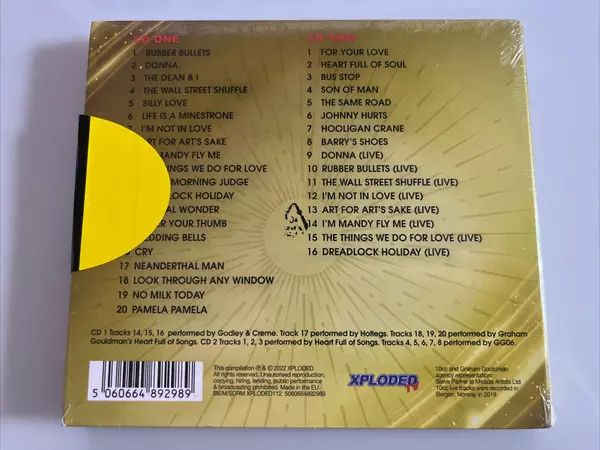 CD ONE
1 RUBBER BULLETS
2 DONNA
3 THE DEAN & I
4 THE WALL STREET SHUFFLE
5 SILLY LOVE
6 LIFE IS A MINESTRONE
7 I'M NOT IN LOVE
RT FOR ART'S SAKE
MANDY FLY ME
THINGS WE DO FOR LOVE
MORNING JUDGE
LOCK HOLIDAY
AL WONDER
ER YOUR THUMB
EDDING BELLS
CRY
17 NEANDERTHAL MAN
18 LOOK THROUGH ANY WINDOW
19 NO MILK TODAY
20 PAMELA PAMELA
CD TWO
1 FOR YOUR LOVE
2 HEART FULL OF SOUL
3 BUS STOP
4 SON OF MAN
5 THE SAME ROAD
6 JOHNNY HURTS
7 HOOLIGAN CRANE
8 BARRY'S SHOES
9 DONNA (LIVE)
10 RUBBER BULLETS (LIVE)
11 THE WALL STREET SHUFFLE (LIVE)
12 I'M NOT IN LOVE (LIVE)
13 ART FOR ART'S SAKE (LIVE)
14 I'M MANDY FLY ME (LIVE)
15 THE THINGS WE DO FOR LOVE (LIVE)
16 DREADLOCK HOLIDAY (LIVE)
CD 1 Tracks 14, 15, 16 performed by Godley & Creme. Track 17 performed by Hotlegs. Tracks 18, 19, 20 performed by Graham
Gouldman's Heart Full of Songs. CD 2 Tracks 1, 2, 3 performed by Heart Full of Songs. Tracks 4, 5, 6, 7, 8 performed by GG06.
5 060664 892989
This compilation ℗ & © 2022 XPLODED.
All rights reserved. Unauthorised reproduction,
copying, hiring, lending, public performance
& broadcasting prohibited. Made in the EU.
BIEM/SDRM XPLODED112 5060664892989
XPLODED
TV
10cc and Graham Gouldman
agency representation:
Steve Parker at Miracle Artists Ltd
10cc live tracks were recorded in
Bergen, Norway in 2019